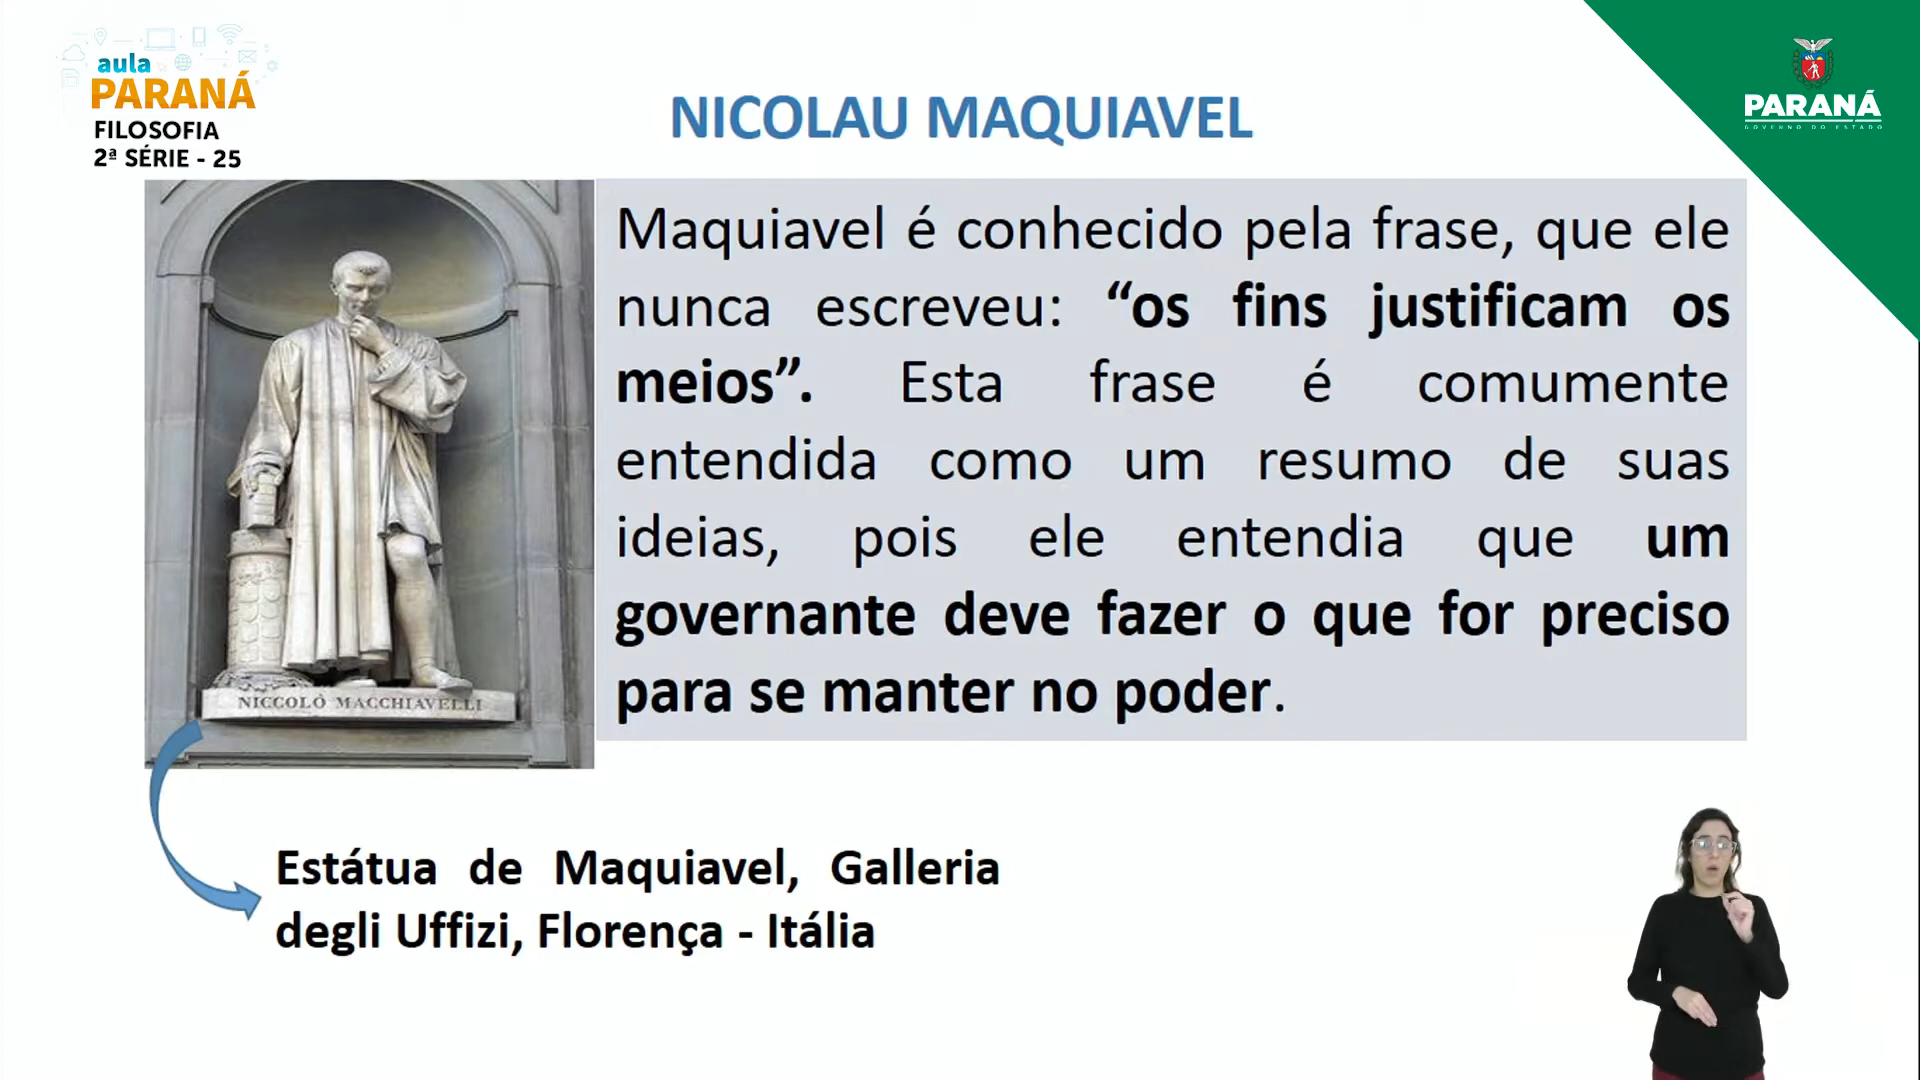 aula
PARANÁ
FILOSOFIA
2ª SÉRIE - 25
NICOLAU MAQUIAVEL
PARANÁ
GOVERNO DO ESTADO
Maquiavel é conhecido pela frase, que ele
nunca escreveu: “os fins justificam os
meios”. Esta frase é comumente
entendida como um resumo de suas
ideias, pois ele entendia que um
governante deve fazer o que for preciso
para se manter no poder.
NICCOLÒ MACCHIAVELLI
Estátua de Maquiavel, Galleria
degli Uffizi, Florença - Itália